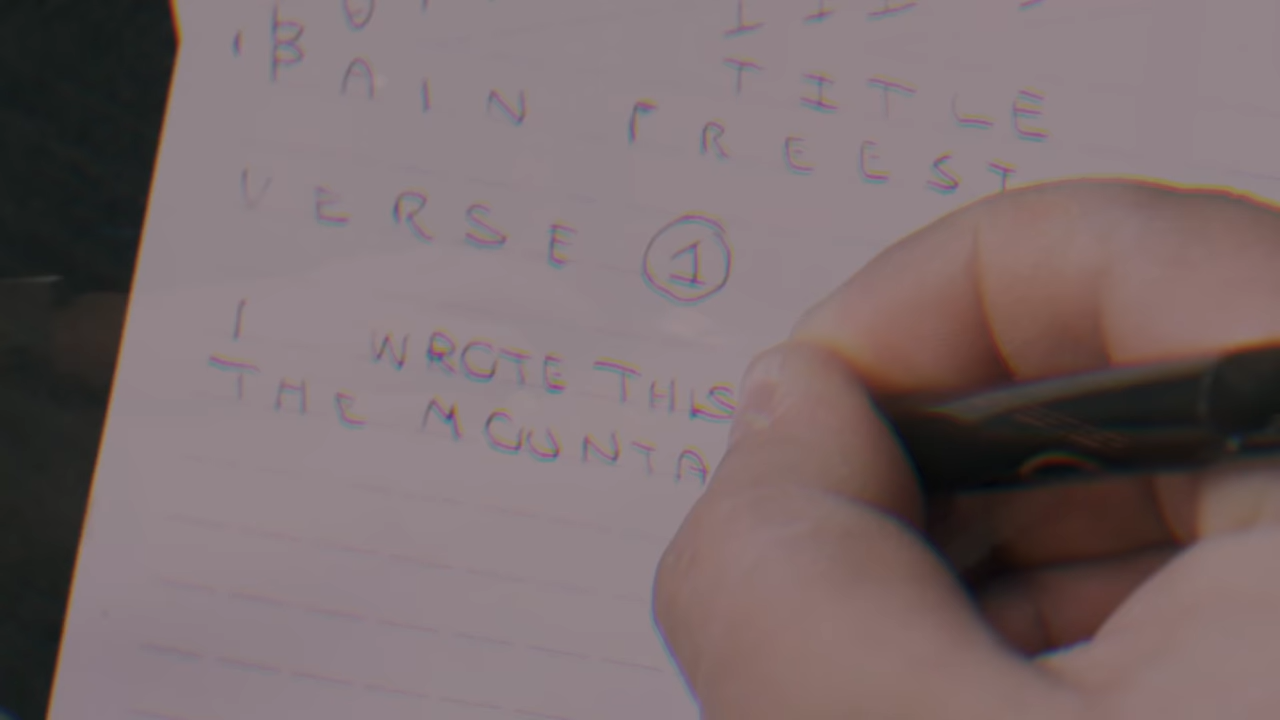 TITLE
BAIN FREEST
VERSE 1
I WROTE THIS
THE MOUNTA